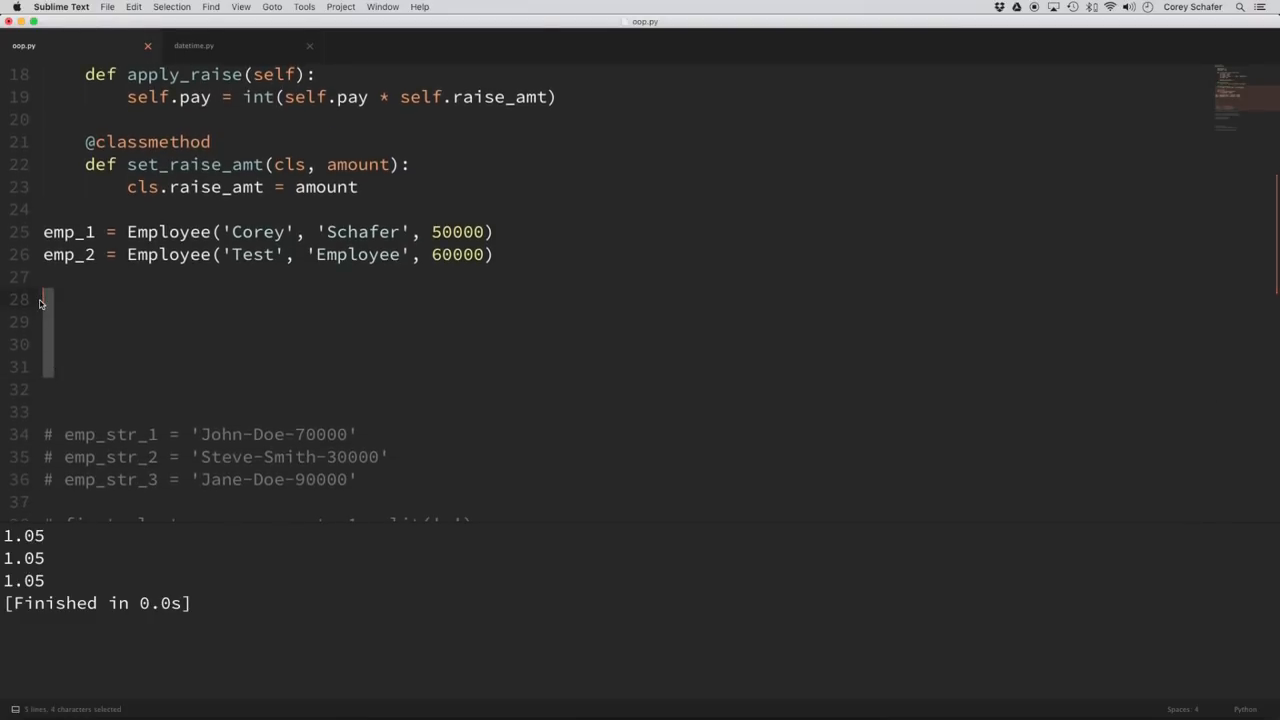 Sublime Text File Edit Selection Find View Goto Tools Project Window Help Corey Schafer
oop.py
oop.py datetime.py
18 def apply_raise(self):
19 self.pay = int(self.pay * self.raise_amt)
20
21 @classmethod
22 def set_raise_amt(cls, amount):
23 cls.raise_amt = amount
24
25 emp_1 = Employee('Corey', 'Schafer', 50000)
26 emp_2 = Employee('Test', 'Employee', 60000)
27
28
29
30
31
32
33
34 # emp_str_1 = 'John-Doe-70000'
35 # emp_str_2 = 'Steve-Smith-30000'
36 # emp_str_3 = 'Jane-Doe-90000'
37
1.05
1.05
1.05
[Finished in 0.0s]
5 lines, 4 characters selected Spaces: 4 Python